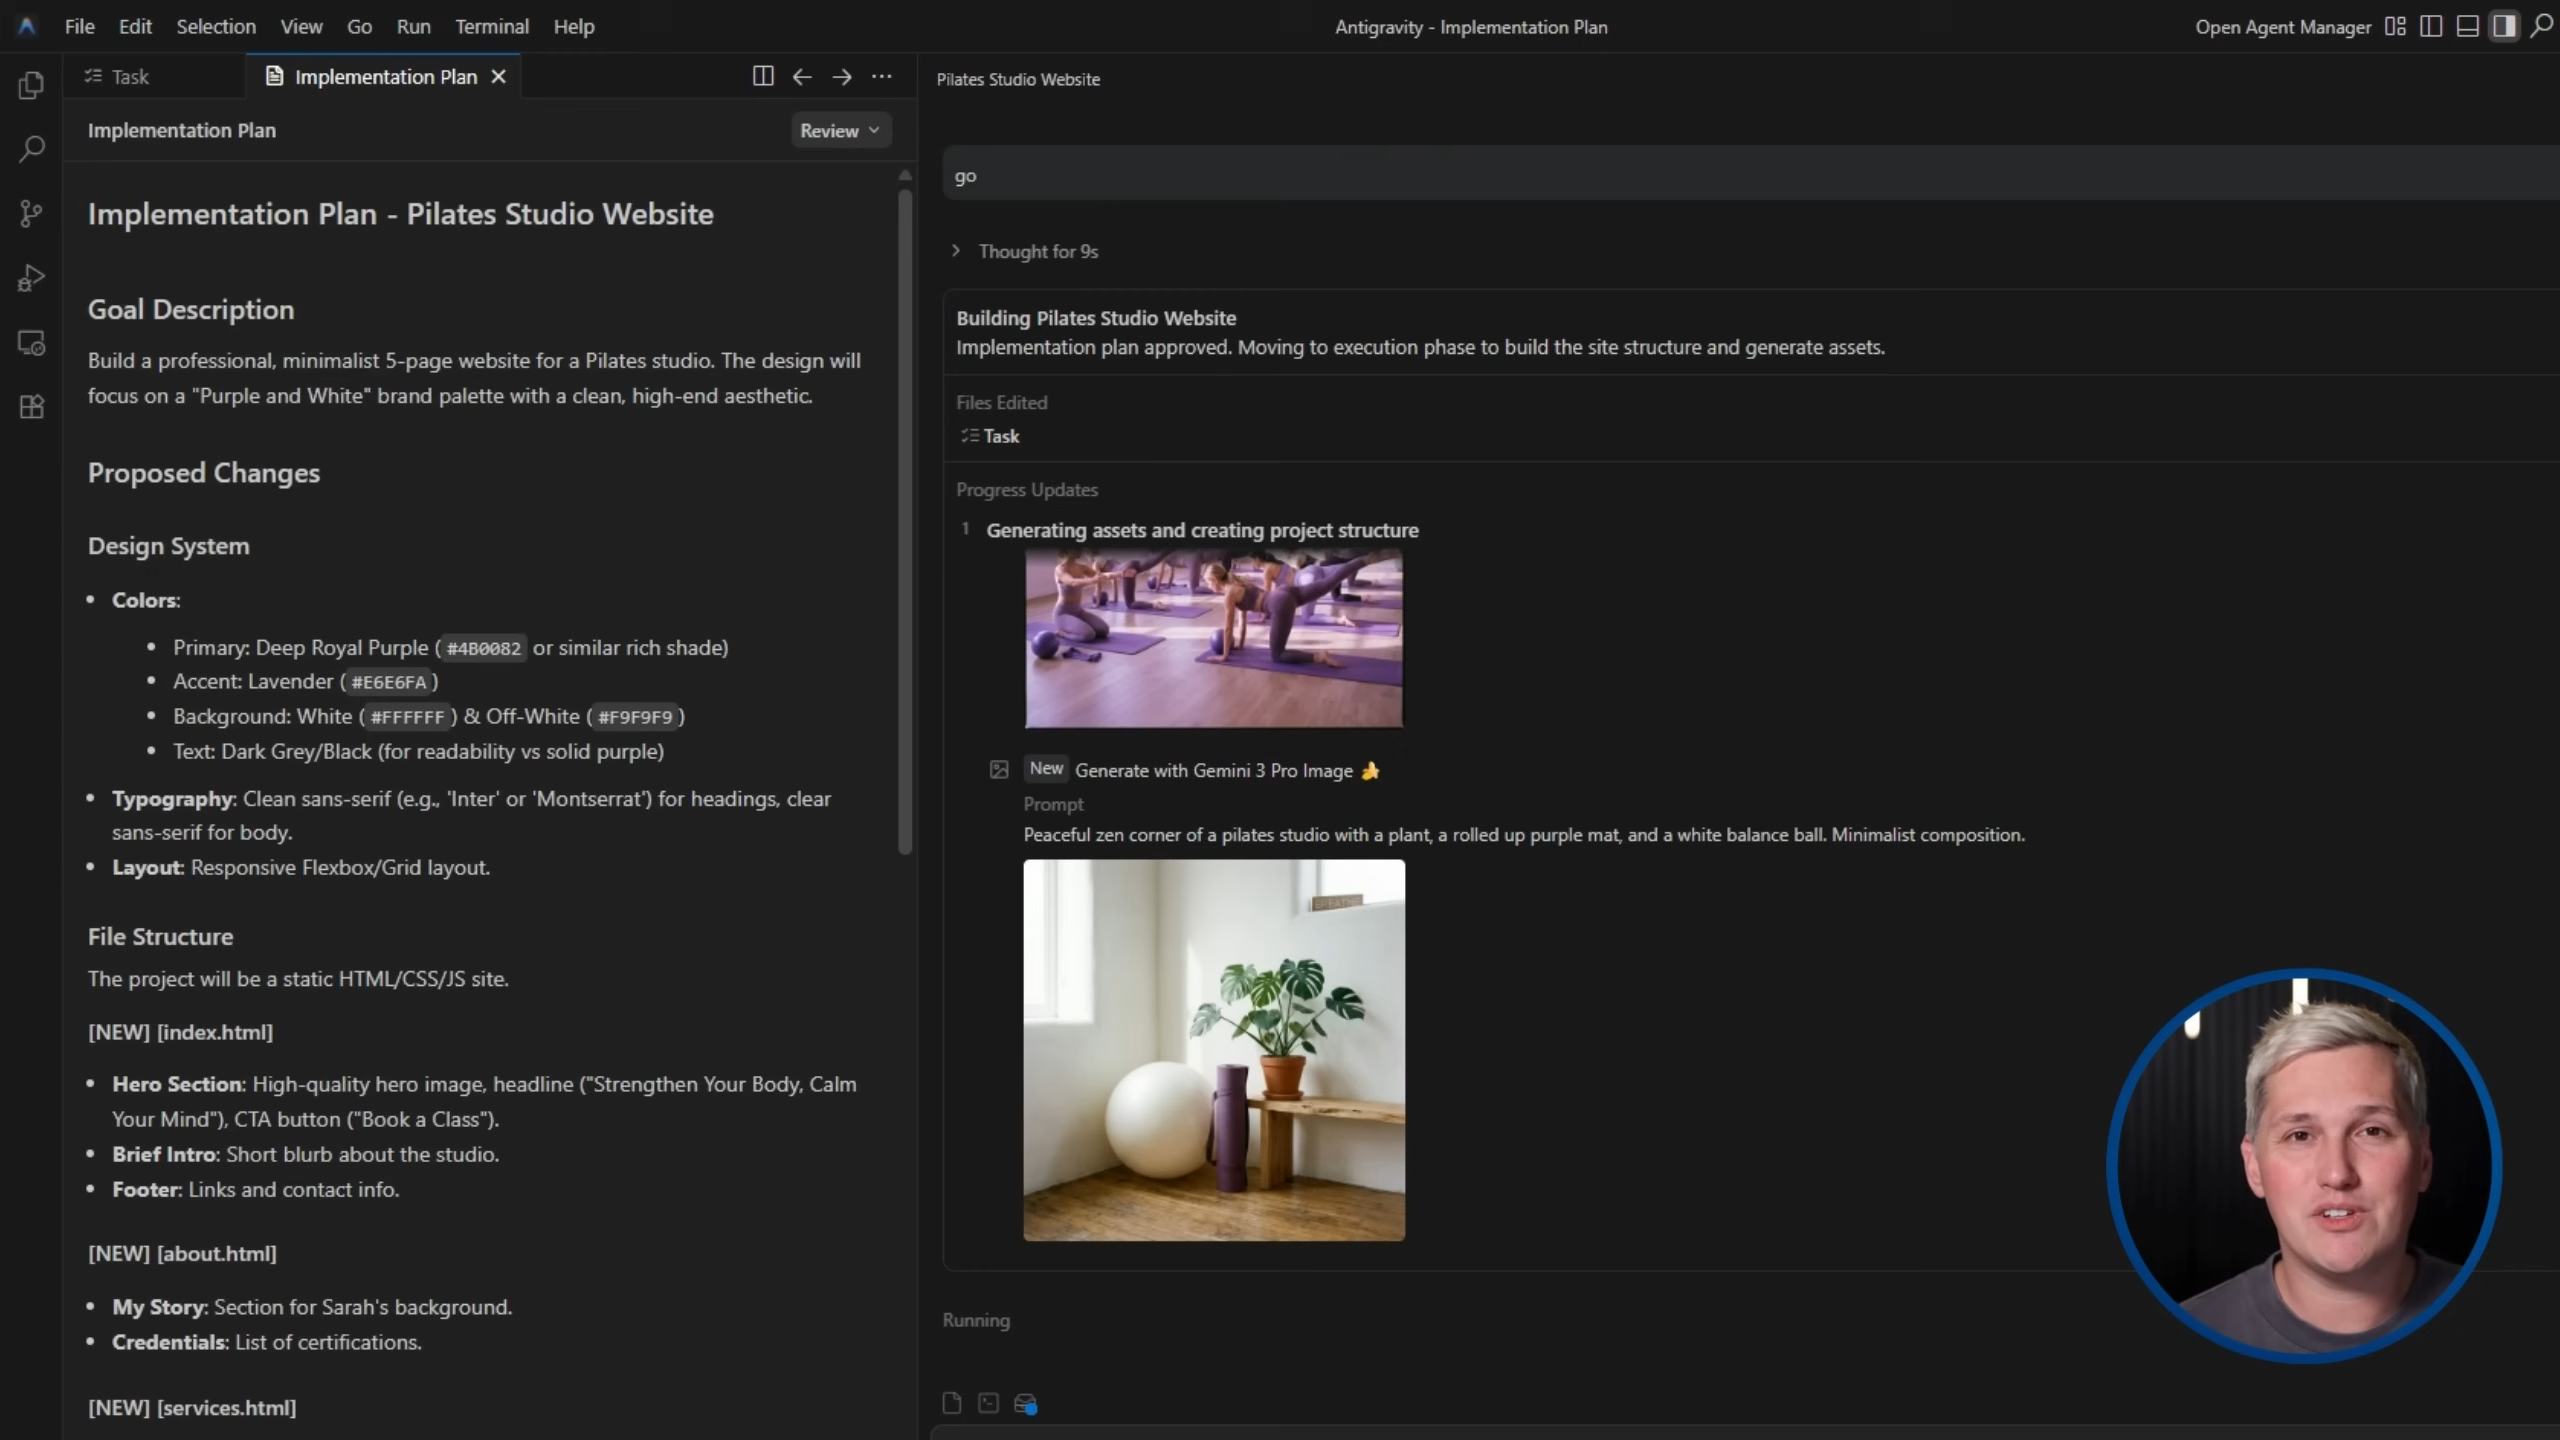 File Edit Selection View Go Run Terminal Help
Antigravity - Implementation Plan
Open Agent Manager
Task
Implementation Plan
Implementation Plan
Review
Implementation Plan - Pilates Studio Website
Goal Description
Build a professional, minimalist 5-page website for a Pilates studio. The design will
focus on a "Purple and White" brand palette with a clean, high-end aesthetic.
Proposed Changes
Design System
• Colors:
• Primary: Deep Royal Purple ( #4B0082 or similar rich shade)
• Accent: Lavender ( #E6E6FA )
• Background: White ( #FFFFFF ) & Off-White ( #F9F9F9 )
• Text: Dark Grey/Black (for readability vs solid purple)
• Typography: Clean sans-serif (e.g., 'Inter' or 'Montserrat') for headings, clear
sans-serif for body.
• Layout: Responsive Flexbox/Grid layout.
File Structure
The project will be a static HTML/CSS/JS site.
[NEW] [index.html]
• Hero Section: High-quality hero image, headline ("Strengthen Your Body, Calm
Your Mind"), CTA button ("Book a Class").
• Brief Intro: Short blurb about the studio.
• Footer: Links and contact info.
[NEW] [about.html]
• My Story: Section for Sarah's background.
• Credentials: List of certifications.
[NEW] [services.html]
Pilates Studio Website
go
Thought for 9s
Building Pilates Studio Website
Implementation plan approved. Moving to execution phase to build the site structure and generate assets.
Files Edited
Task
Progress Updates
1 Generating assets and creating project structure
New Generate with Gemini 3 Pro Image 🍌
Prompt
Peaceful zen corner of a pilates studio with a plant, a rolled up purple mat, and a white balance ball. Minimalist composition.
BREATHE
Running